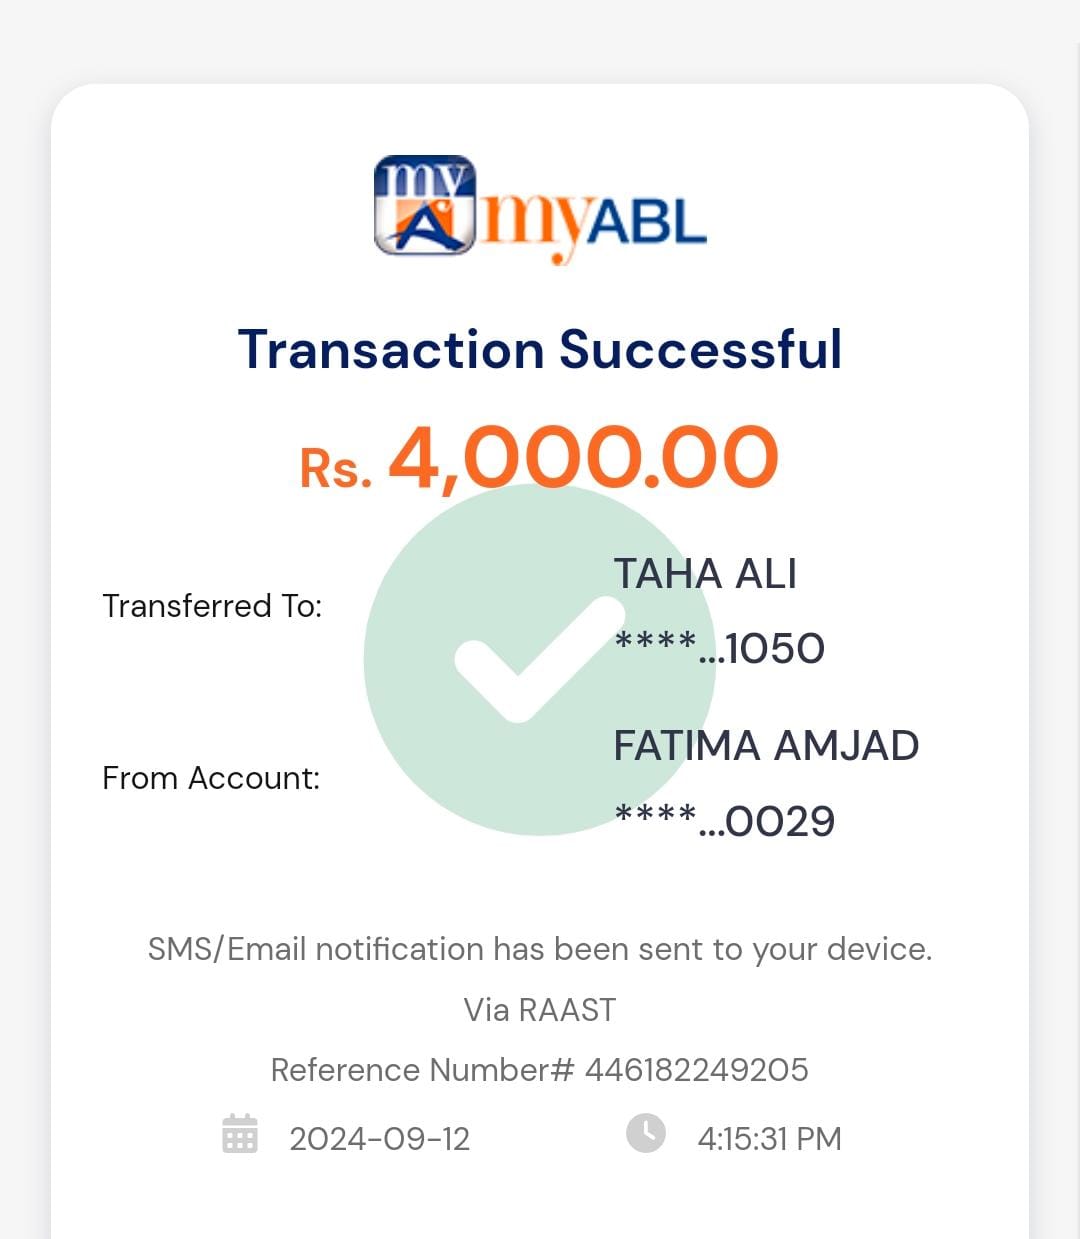 my
A
myABL
Transaction Successful
Rs. 4,000.00
Transferred To:
TAHA ALI
****...1050
From Account:
FATIMA AMJAD
****...0029
SMS/Email notification has been sent to your device.
Via RAAST
Reference Number# 446182249205
2024-09-12 4:15:31 PM